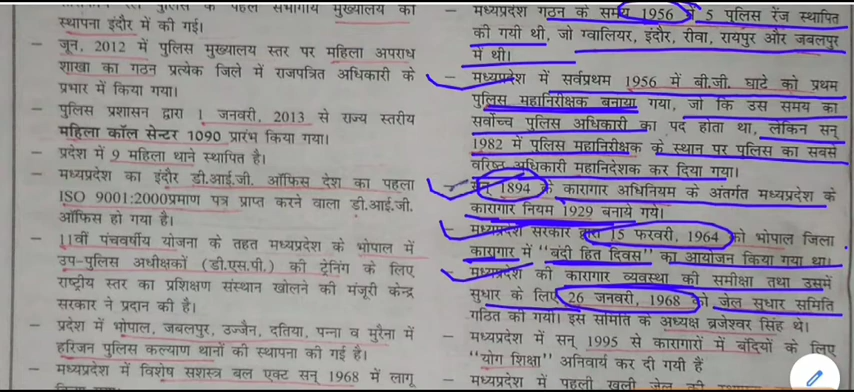 स्थापना इंदौर में की गई।
– जून, 2012 में पुलिस मुख्यालय स्तर पर महिला अपराध
शाखा का गठन प्रत्येक जिले में राजपत्रित अधिकारी के
प्रभार में किया गया।
– पुलिस प्रशासन द्वारा 1 जनवरी, 2013 से राज्य स्तरीय
महिला कॉल सेन्टर 1090 प्रारंभ किया गया।
– प्रदेश में 9 महिला थाने स्थापित है।
– मध्यप्रदेश का इंदौर डी.आई.जी. ऑफिस देश का पहला
ISO 9001:2000प्रमाण पत्र प्राप्त करने वाला डी.आई.जी.
ऑफिस हो गया है।
– 11वीं पंचवर्षीय योजना के तहत मध्यप्रदेश के भोपाल में
उप-पुलिस अधीक्षकों (डी.एस.पी.) की ट्रेनिंग के लिए
राष्ट्रीय स्तर का प्रशिक्षण संस्थान खोलने की मंजूरी केन्द्र
सरकार ने प्रदान की है।
– प्रदेश में भोपाल, जबलपुर, उज्जैन, दतिया, पन्ना व मुरैना में
हरिजन पुलिस कल्याण थानों की स्थापना की गई है।
– मध्यप्रदेश में विशेष सशस्त्र बल एक्ट सन् 1968 में लागू
– मध्यप्रदेश गठन के समय 1956 में 5 पुलिस रेंज स्थापित
की गयी थी, जो ग्वालियर, इंदौर, रीवा, रायपुर और जबलपुर
में थी।
– मध्यप्रदेश में सर्वप्रथम 1956 में बी.जी. घाटे को प्रथम
पुलिस महानिरीक्षक बनाया गया, जो कि उस समय का
सर्वोच्च पुलिस अधिकारी का पद होता था, लेकिन सन्
1982 में पुलिस महानिरीक्षक के स्थान पर पुलिस का सबसे
वरिष्ठ अधिकारी महानिदेशक कर दिया गया।
– सन् 1894 के कारागार अधिनियम के अंतर्गत मध्यप्रदेश के
कारागार नियम 1929 बनाये गये।
– मध्यप्रदेश सरकार द्वारा 15 फरवरी, 1964 को भोपाल जिला
कारागार में "बंदी हित दिवस" का आयोजन किया गया था।
– मध्यप्रदेश की कारागार व्यवस्था की समीक्षा तथा उसमें
सुधार के लिए 26 जनवरी, 1968 को जेल सुधार समिति
गठित की गयी। इस समिति के अध्यक्ष ब्रजेश्वर सिंह थे।
– मध्यप्रदेश में सन् 1995 से कारागारों में बंदियों के लिए
"योग शिक्षा" अनिवार्य कर दी गयी हैं
– मध्यप्रदेश में पहली खुली जेल की